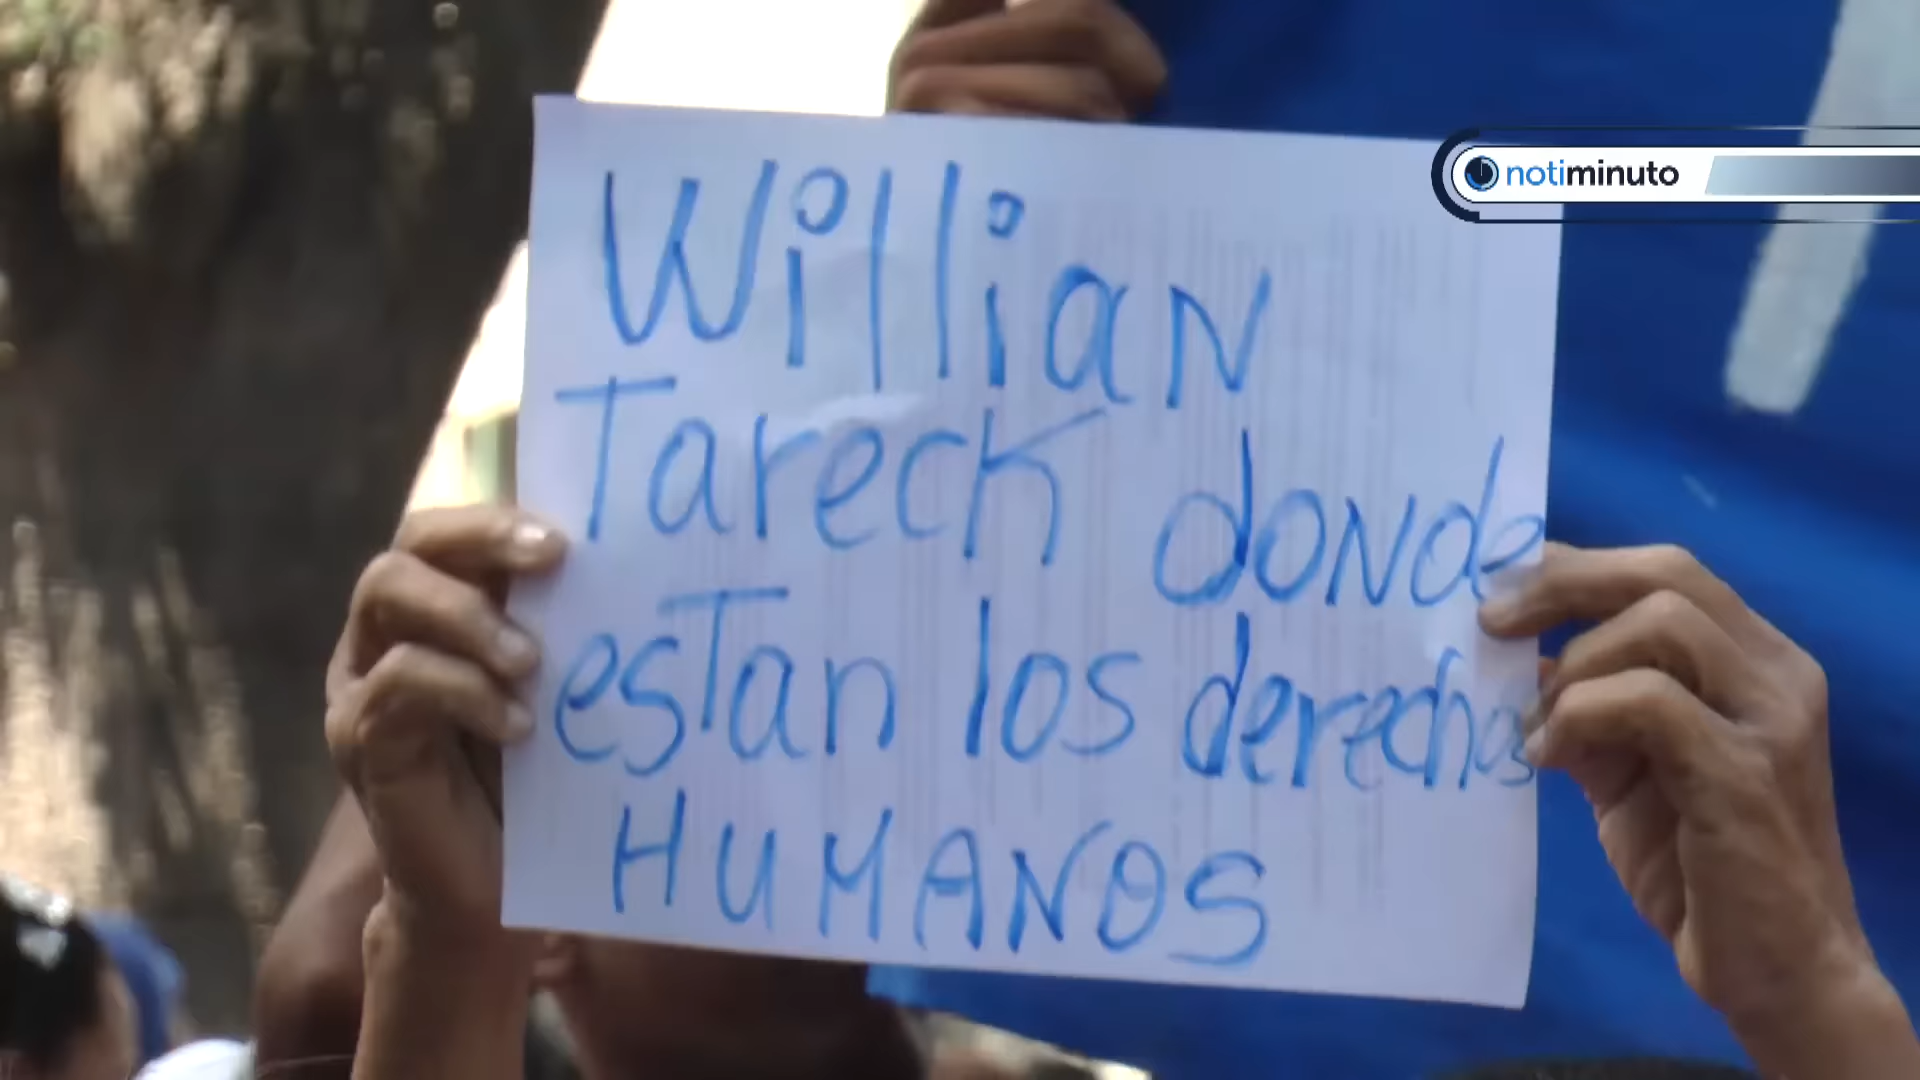 notiminuto
Willian
Tareck donde
estan los derechos
HUMANOS